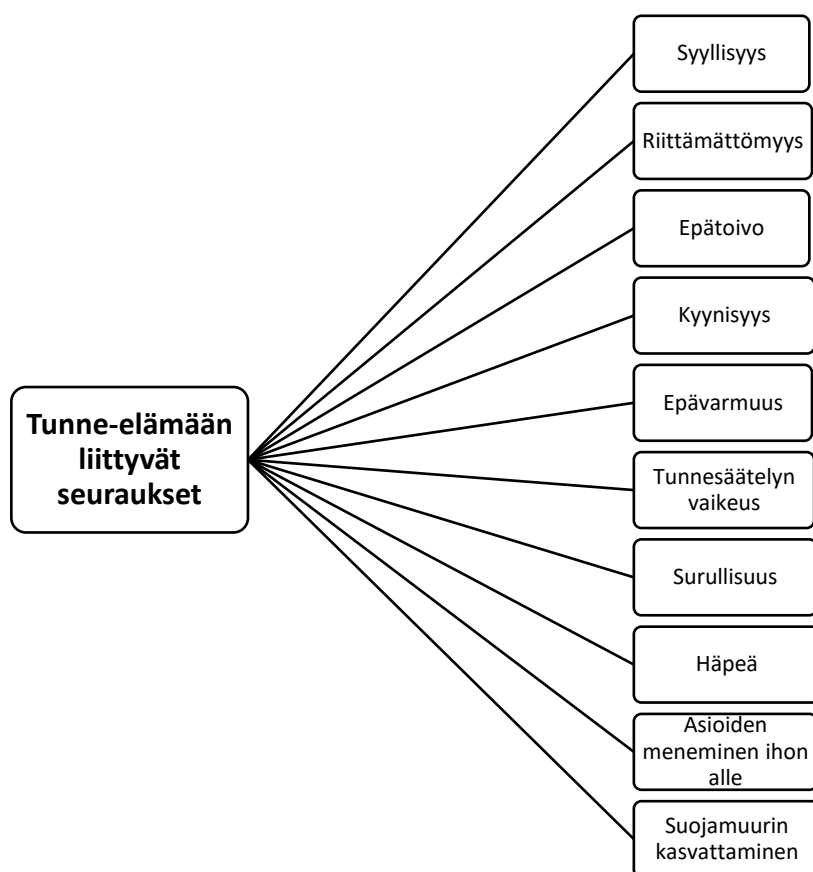 Syyllisyys
Riittämättömyys
Epätoivo
Kyynisyys
Epävarmuus
Tunne-elämään
liittyvät
seuraukset
Tunnesäätelyn
vaikeus
Surullisuus
Häpeä
Asioiden
meneminen ihon
alle
Suojamuurin
kasvattaminen